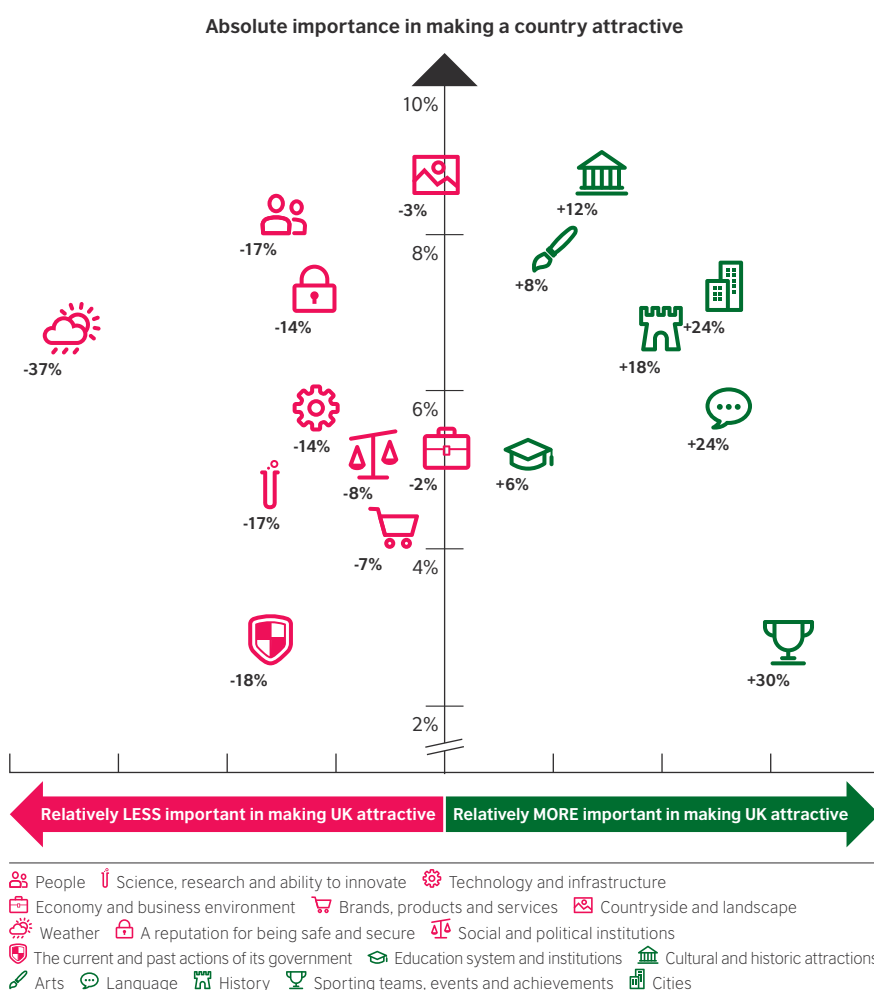 Absolute importance in making a country attractive
10%
-3%
+12%
-17%
8%
+8%
-14%
+24%
-37%
+18%
6%
-14%
+24%
-8%
-2%
+6%
-17%
-7%
4%
-18%
+30%
2%
Relatively LESS important in making UK attractive
Relatively MORE important in making UK attractive
People Science, research and ability to innovate Technology and infrastructure
Economy and business environment Brands, products and services Countryside and landscape
Weather A reputation for being safe and secure Social and political institutions
The current and past actions of its government Education system and institutions Cultural and historic attractions
Arts Language History Sporting teams, events and achievements Cities